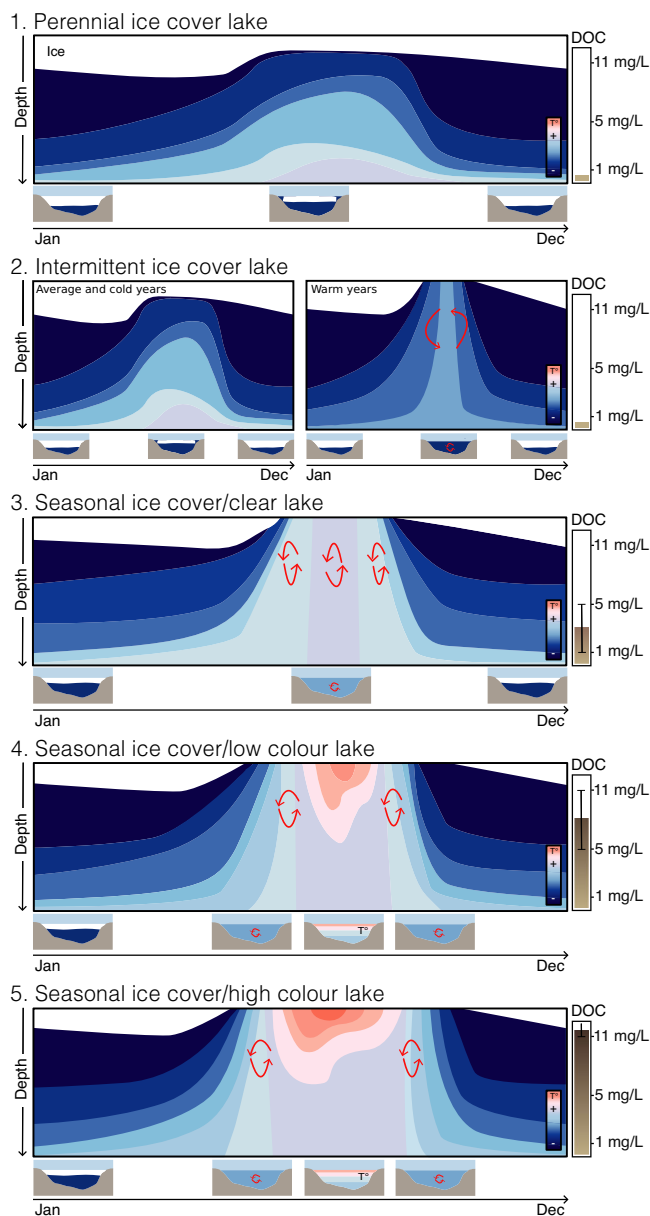 1. Perennial ice cover lake
DOC
Ice
11 mg/L
5 mg/L
1 mg/L
Depth
T°
+
-
Jan
Dec
2. Intermittent ice cover lake
Average and cold years
Warm years
11 mg/L
5 mg/L
1 mg/L
Depth
T°
+
-
Jan
Dec
Jan
Dec
3. Seasonal ice cover/clear lake
DOC
11 mg/L
5 mg/L
1 mg/L
Depth
T°
+
-
Jan
Dec
4. Seasonal ice cover/low colour lake
DOC
11 mg/L
5 mg/L
1 mg/L
Depth
T°
+
-
T°
Jan
Dec
5. Seasonal ice cover/high colour lake
DOC
11 mg/L
5 mg/L
1 mg/L
Depth
T°
+
-
T°
Jan
Dec